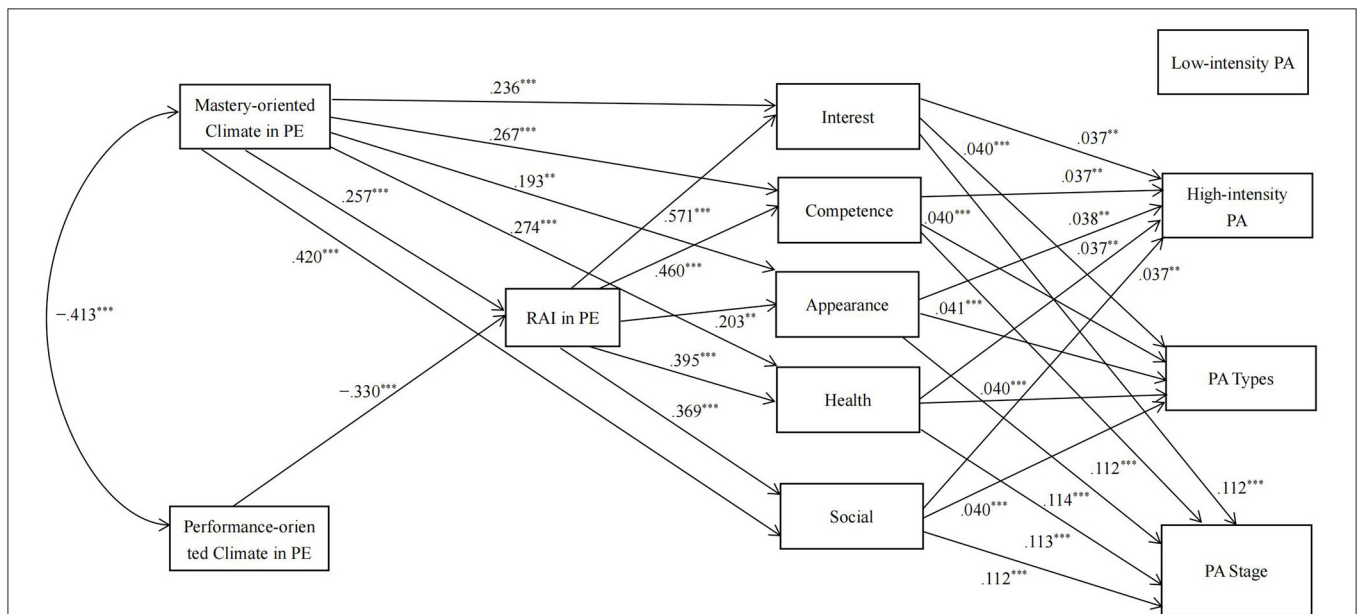 Low-intensity PA
Mastery-oriented
Climate in PE
.236***
Interest
.037**
.267***
.040***
.037**
.193**
Competence
High-intensity
PA
.257***
.571***
.040***
.038**
.274***
.037**
.420***
.460***
.037**
−.413***
RAI in PE
.203**
Appearance
.041***
.395***
PA Types
−.330***
Health
.040***
.369***
.112***
.114***
.112***
Performance-orien
ted Climate in PE
Social
.040***
.113***
.112***
PA Stage